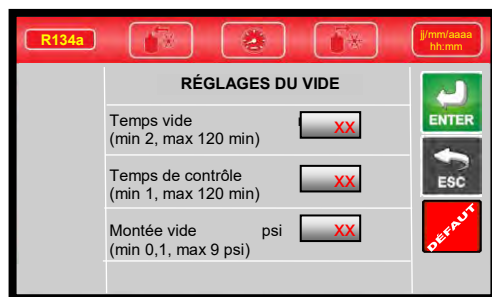 R134a
jj/mm/aaaa
hh:mm
RÉGLAGES DU VIDE
Temps vide
(min 2, max 120 min)
XX
Temps de contrôle
(min 1, max 120 min)
XX
Montée vide psi
(min 0,1, max 9 psi)
XX
ENTER
ESC
DÉFAUT